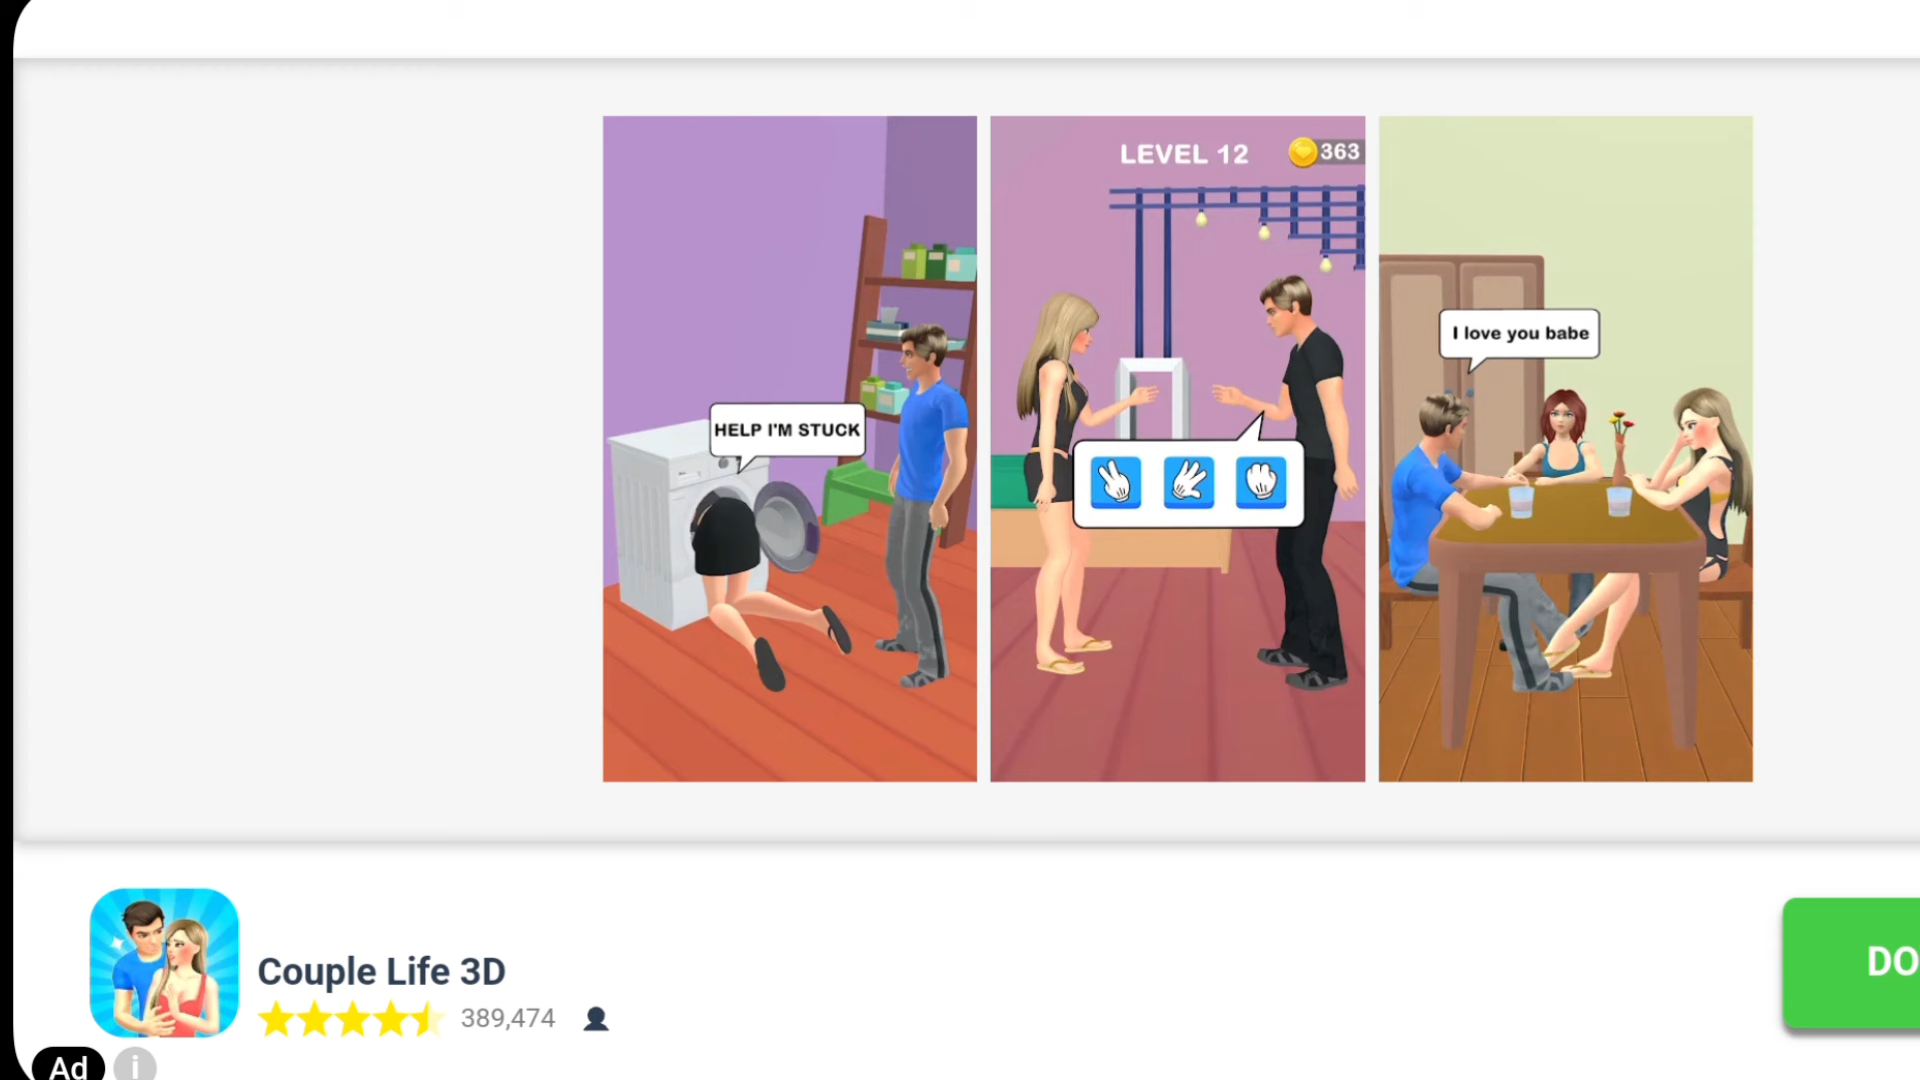 LEVEL 12
363
HELP I'M STUCK
I love you babe
Couple Life 3D
389,474
DO
Ad
i